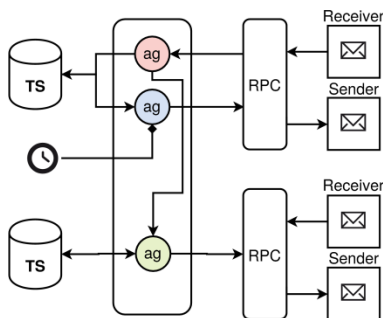 Receiver
ag
TS
RPC
Sender
ag
Receiver
ag
TS
RPC
Sender